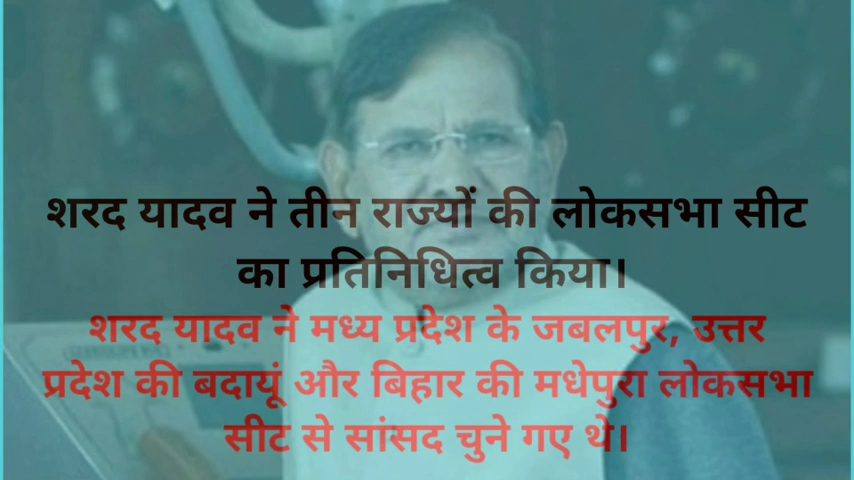 शरद यादव ने तीन राज्यों की लोकसभा सीट
का प्रतिनिधित्व किया।
शरद यादव ने मध्य प्रदेश के जबलपुर, उत्तर
प्रदेश की बदायूं और बिहार की मधेपुरा लोकसभा
सीट से सांसद चुने गए थे।